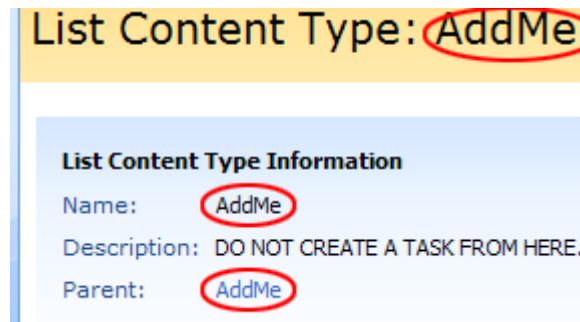 List Content Type: AddMe
List Content Type Information
Name: AddMe
Description: DO NOT CREATE A TASK FROM HERE.
Parent: AddMe